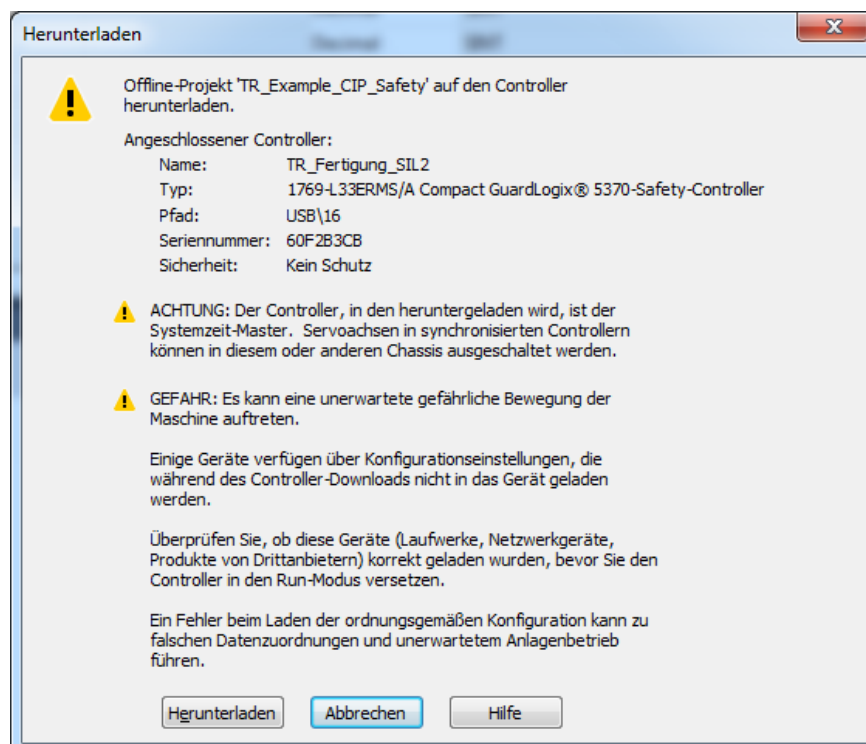 Herunterladen
Offline-Projekt 'TR_Example_CIP_Safety' auf den Controller
herunterladen.
Angeschlossener Controller:
Name: TR_Fertigung_SIL2
Typ: 1769-L33ERMS/A Compact GuardLogix® 5370-Safety-Controller
Pfad: USB\16
Seriennummer: 60F2B3CB
Sicherheit: Kein Schutz
ACHTUNG: Der Controller, in den heruntergeladen wird, ist der
Systemzeit-Master. Servoachsen in synchronisierten Controllern
können in diesem oder anderen Chassis ausgeschaltet werden.
GEFAHR: Es kann eine unerwartete gefährliche Bewegung der
Maschine auftreten.
Einige Geräte verfügen über Konfigurationseinstellungen, die
während des Controller-Downloads nicht in das Gerät geladen
werden.
Überprüfen Sie, ob diese Geräte (Laufwerke, Netzwerkgeräte,
Produkte von Drittanbietern) korrekt geladen wurden, bevor Sie den
Controller in den Run-Modus versetzen.
Ein Fehler beim Laden der ordnungsgemäßen Konfiguration kann zu
falschen Datenzuordnungen und unerwartetem Anlagenbetrieb
führen.
Herunterladen Abbrechen Hilfe